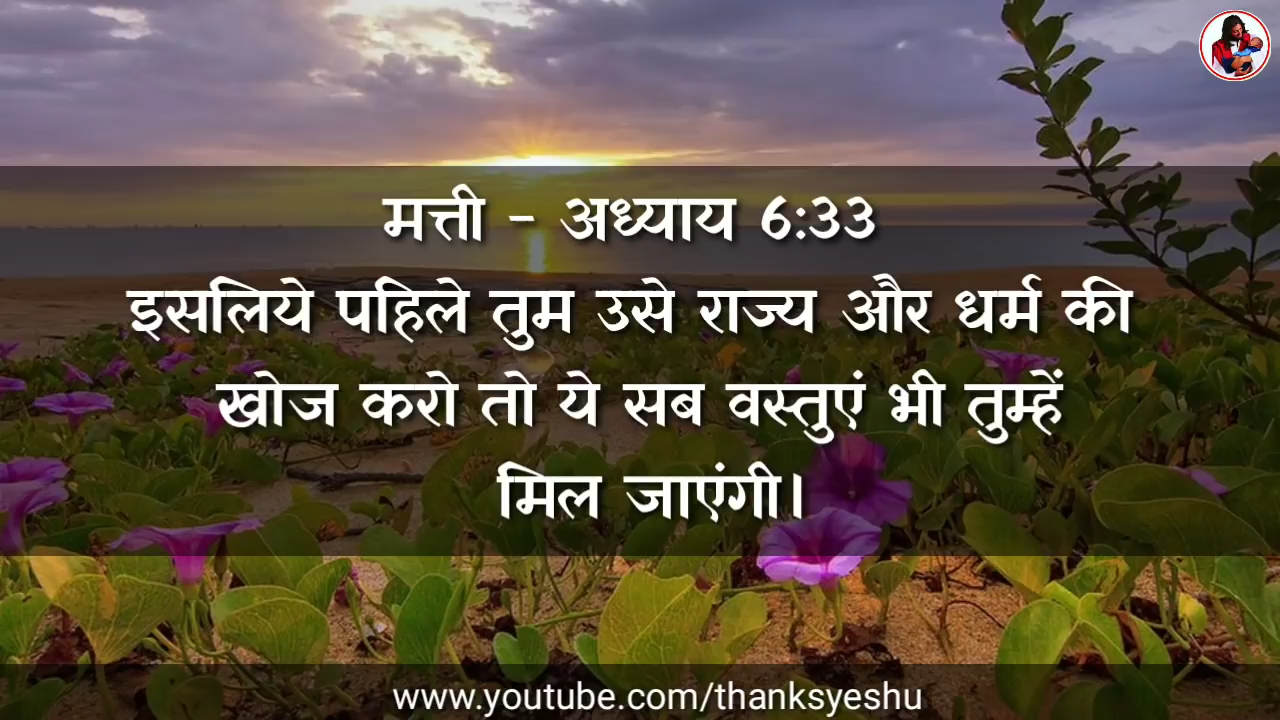 मत्ती - अध्याय 6:33
इसलिये पहिले तुम उसे राज्य और धर्म की
खोज करो तो ये सब वस्तुएं भी तुम्हें
मिल जाएंगी।
www.youtube.com/thanksyeshu